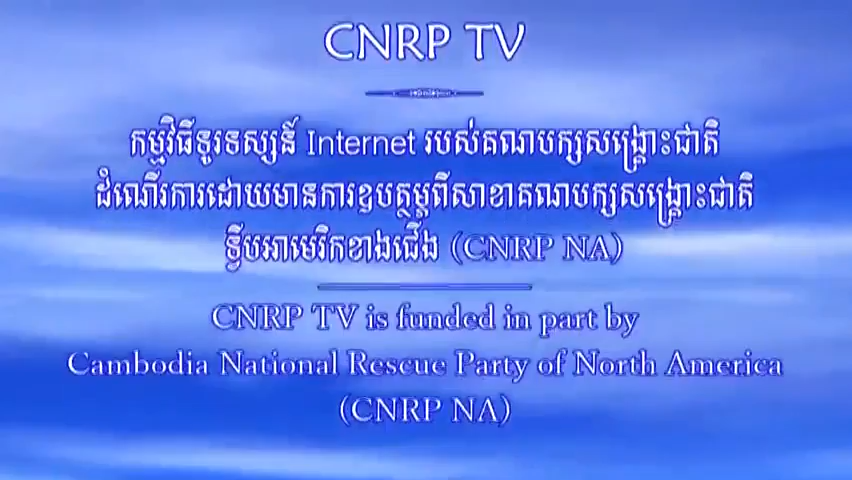 CNRP TV
កម្មវិធីទូរទស្សន៍ Internet របស់គណបក្សសង្គ្រោះជាតិ
ដំណើរការដោយមានការឧបត្ថម្ភពីសាខាគណបក្សសង្គ្រោះជាតិ
ទ្វីបអាមេរិកខាងជើង (CNRP NA)
CNRP TV is funded in part by
Cambodia National Rescue Party of North America
(CNRP NA)